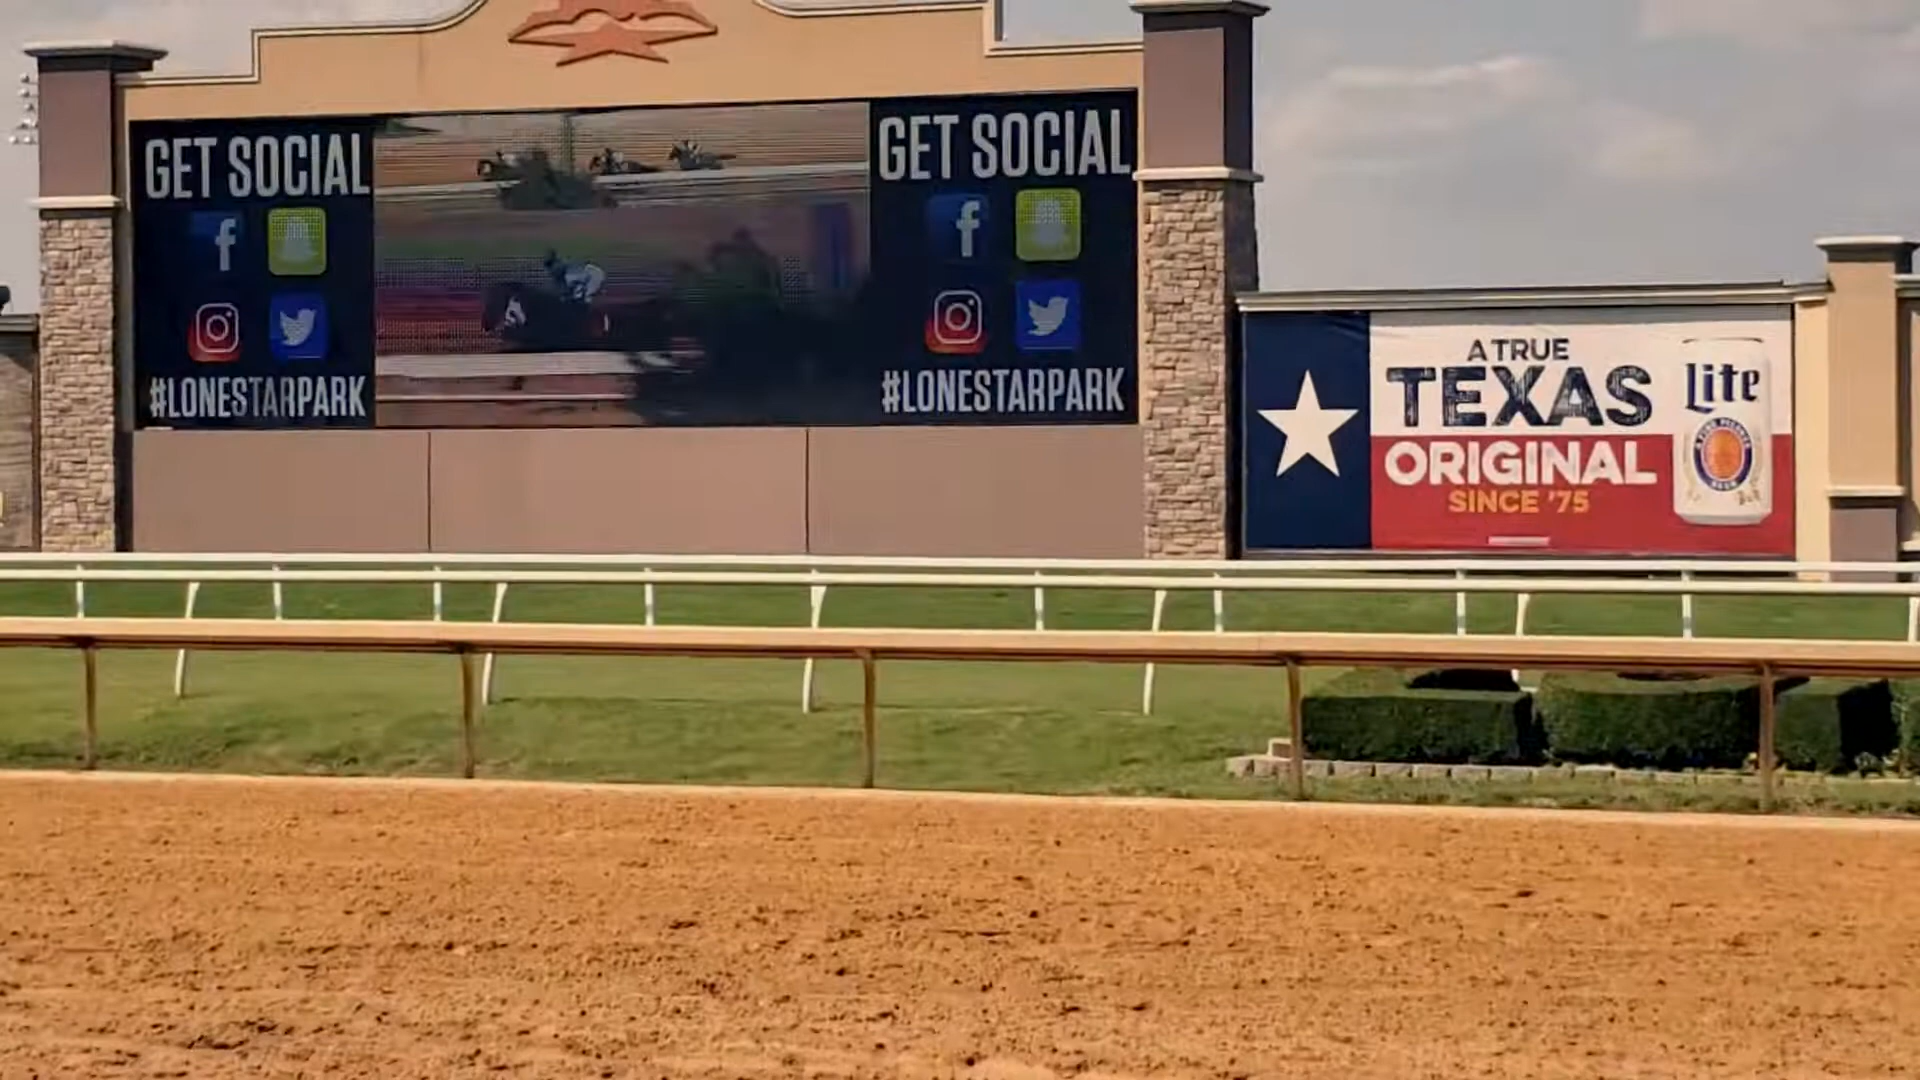 GET SOCIAL
#LONESTARPARK
GET SOCIAL
#LONESTARPARK
A TRUE
TEXAS
ORIGINAL
SINCE '75
Lite